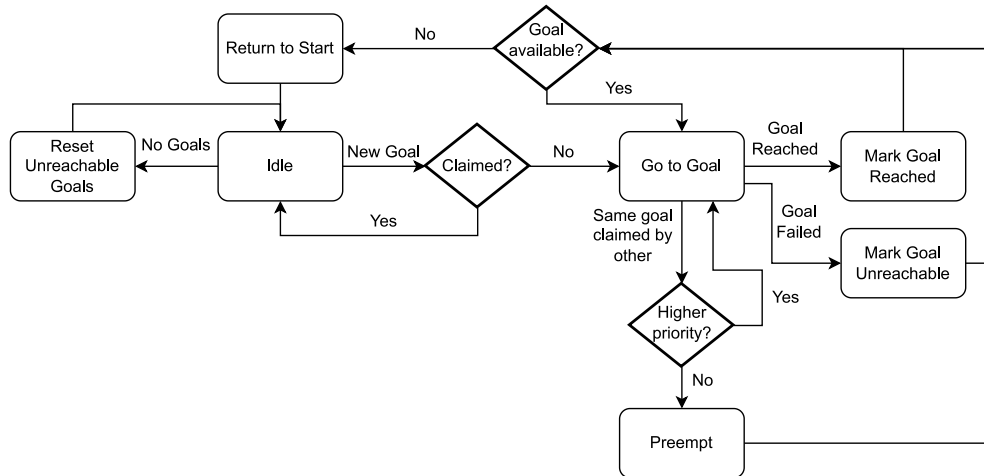 Goal
available?
No
Return to Start
Yes
Reset
Unreachable
Goals
No Goals
Idle
New Goal
Claimed?
No
Go to Goal
Goal
Reached
Mark Goal
Reached
Yes
Same goal
claimed by
other
Goal
Failed
Mark Goal
Unreachable
Higher
priority?
Yes
No
Preempt